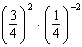 (3/4)² · (1/4)⁻²